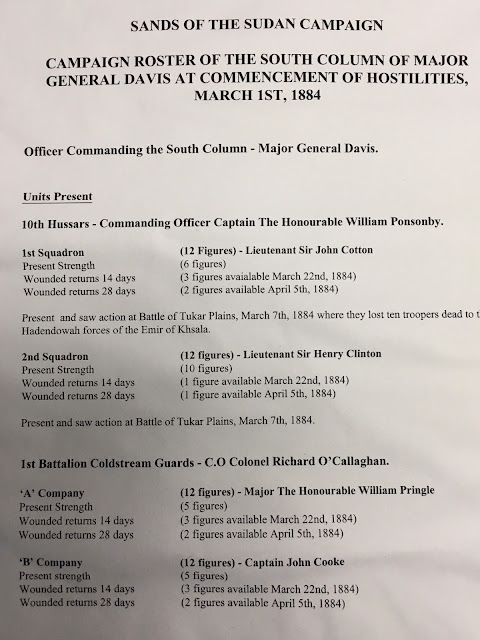 SANDS OF THE SUDAN CAMPAIGN
CAMPAIGN ROSTER OF THE SOUTH COLUMN OF MAJOR
GENERAL DAVIS AT COMMENCEMENT OF HOSTILITIES,
MARCH 1ST, 1884
Officer Commanding the South Column - Major General Davis.
Units Present
10th Hussars - Commanding Officer Captain The Honourable William Ponsonby.
1st Squadron (12 Figures) - Lieutenant Sir John Cotton
Present Strength (6 figures)
Wounded returns 14 days (3 figures avaialable March 22nd, 1884)
Wounded returns 28 days (2 figures available April 5th, 1884)
Present and saw action at Battle of Tukar Plains, March 7th, 1884 where they lost ten troopers dead to
Hadendowah forces of the Emir of Khsala.
2nd Squadron (12 figures) - Lieutenant Sir Henry Clinton
Present Strength (10 figures)
Wounded returns 14 days (1 figure available March 22nd, 1884)
Wounded returns 28 days (1 figure available April 5th, 1884)
Present and saw action at Battle of Tukar Plains, March 7th, 1884.
1st Battalion Coldstream Guards - C.O Colonel Richard O'Callaghan.
'A' Company (12 figures) - Major The Honourable William Pringle
Present Strength (5 figures)
Wounded returns 14 days (3 figures available March 22nd, 1884)
Wounded returns 28 days (2 figures available April 5th, 1884)
'B' Company (12 figures) - Captain John Cooke
Present strength (5 figures)
Wounded returns 14 days (3 figures available March 22nd, 1884)
Wounded returns 28 days (2 figures available April 5th, 1884)